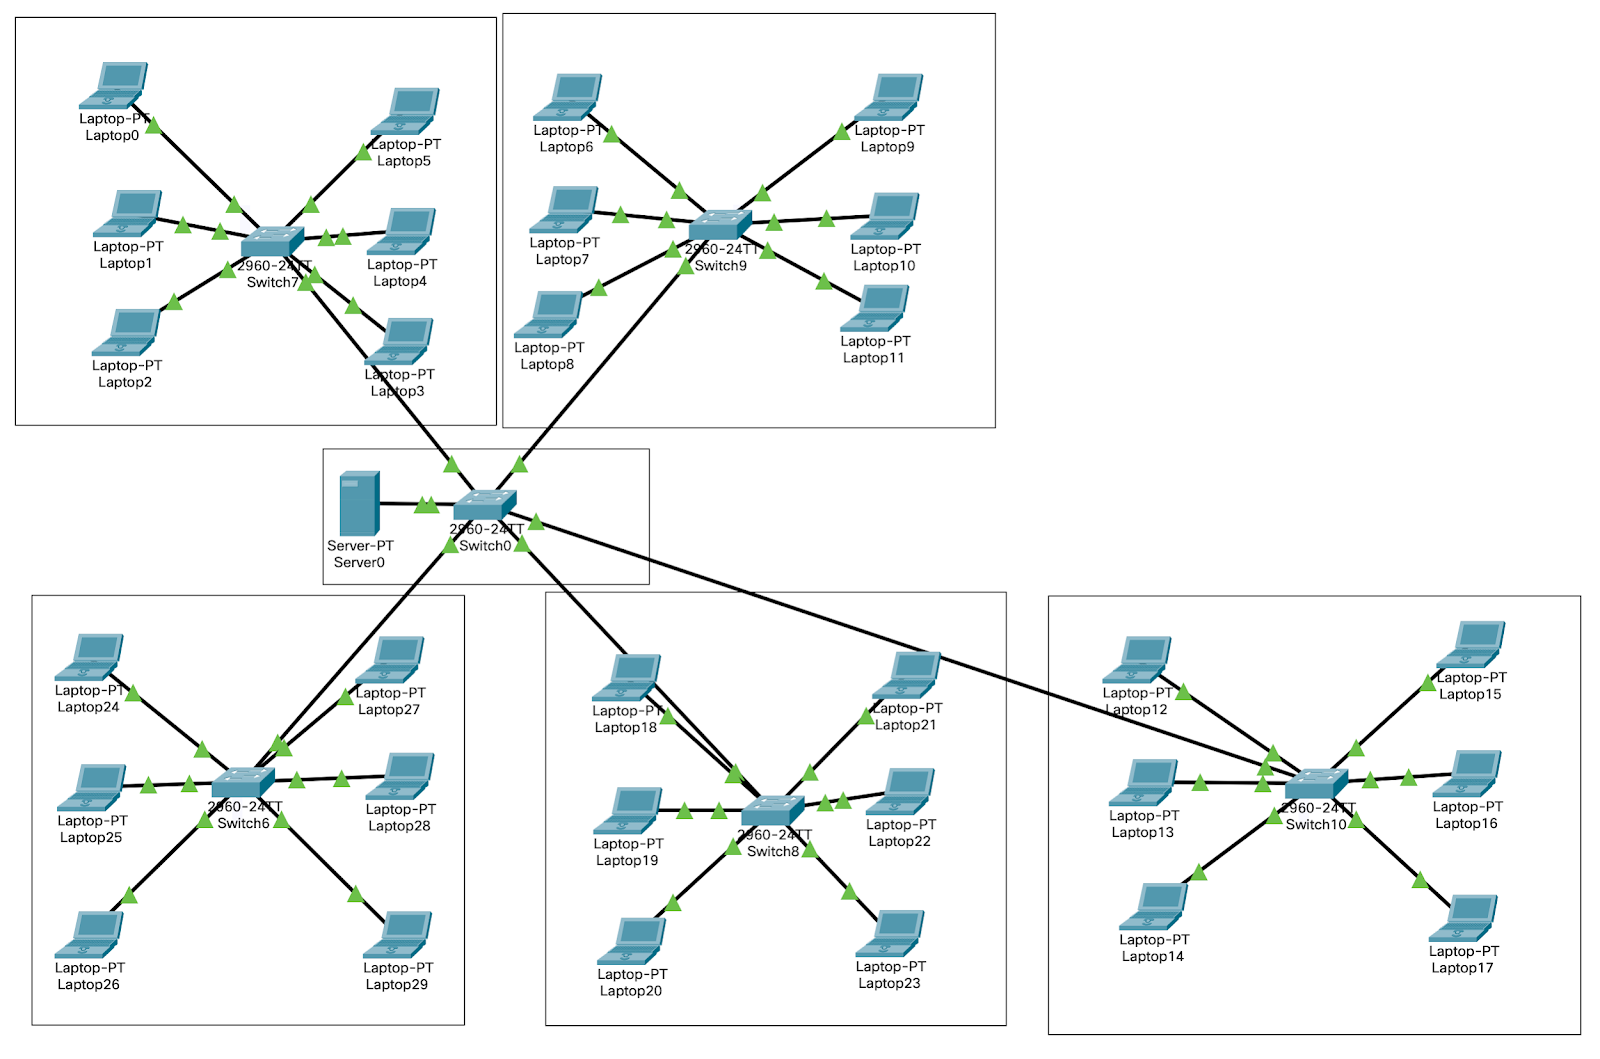 Laptop-PT
Laptop0
Laptop-PT
Laptop5
Laptop-PT
Laptop1
2960-24TT
Switch7
Laptop-PT
Laptop4
Laptop-PT
Laptop2
Laptop-PT
Laptop3
Laptop-PT
Laptop6
Laptop-PT
Laptop9
Laptop-PT
Laptop7
2960-24TT
Switch9
Laptop-PT
Laptop10
Laptop-PT
Laptop8
Laptop-PT
Laptop11
Server-PT
Server0
2960-24TT
Switch0
Laptop-PT
Laptop24
Laptop-PT
Laptop27
Laptop-PT
Laptop25
2960-24TT
Switch6
Laptop-PT
Laptop28
Laptop-PT
Laptop26
Laptop-PT
Laptop29
Laptop-PT
Laptop18
Laptop-PT
Laptop21
Laptop-PT
Laptop19
2960-24TT
Switch8
Laptop-PT
Laptop22
Laptop-PT
Laptop20
Laptop-PT
Laptop23
Laptop-PT
Laptop12
Laptop-PT
Laptop15
Laptop-PT
Laptop13
2960-24TT
Switch10
Laptop-PT
Laptop16
Laptop-PT
Laptop14
Laptop-PT
Laptop17